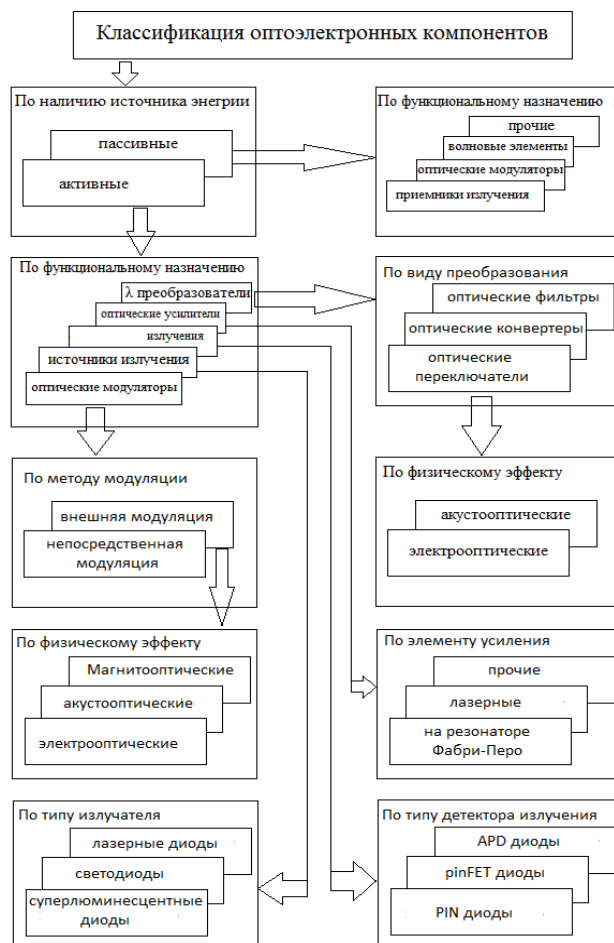 Классификация оптоэлектронных компонентов
По наличию источника энегрии
пассивные
активные
По функциональному назначению
прочие
волновые элементы
оптические модуляторы
приемники излучения
По функциональному назначению
λ преобразователи
оптические усилители
излучения
источники излучения
оптические модуляторы
По виду преобразования
оптические фильтры
оптические конвертеры
оптические
переключатели
По методу модуляции
внешняя модуляция
непосредственная
модуляция
По физическому эффекту
акустооптические
электрооптические
По физическому эффекту
Магнитооптические
акустооптические
электрооптические
По элементу усиления
прочие
лазерные
на резонаторе
Фабри-Перо
По типу излучателя
лазерные диоды
светодиоды
суперлюминесцентные
диоды
По типу детектора излучения
APD диоды
pinFET диоды
PIN диоды